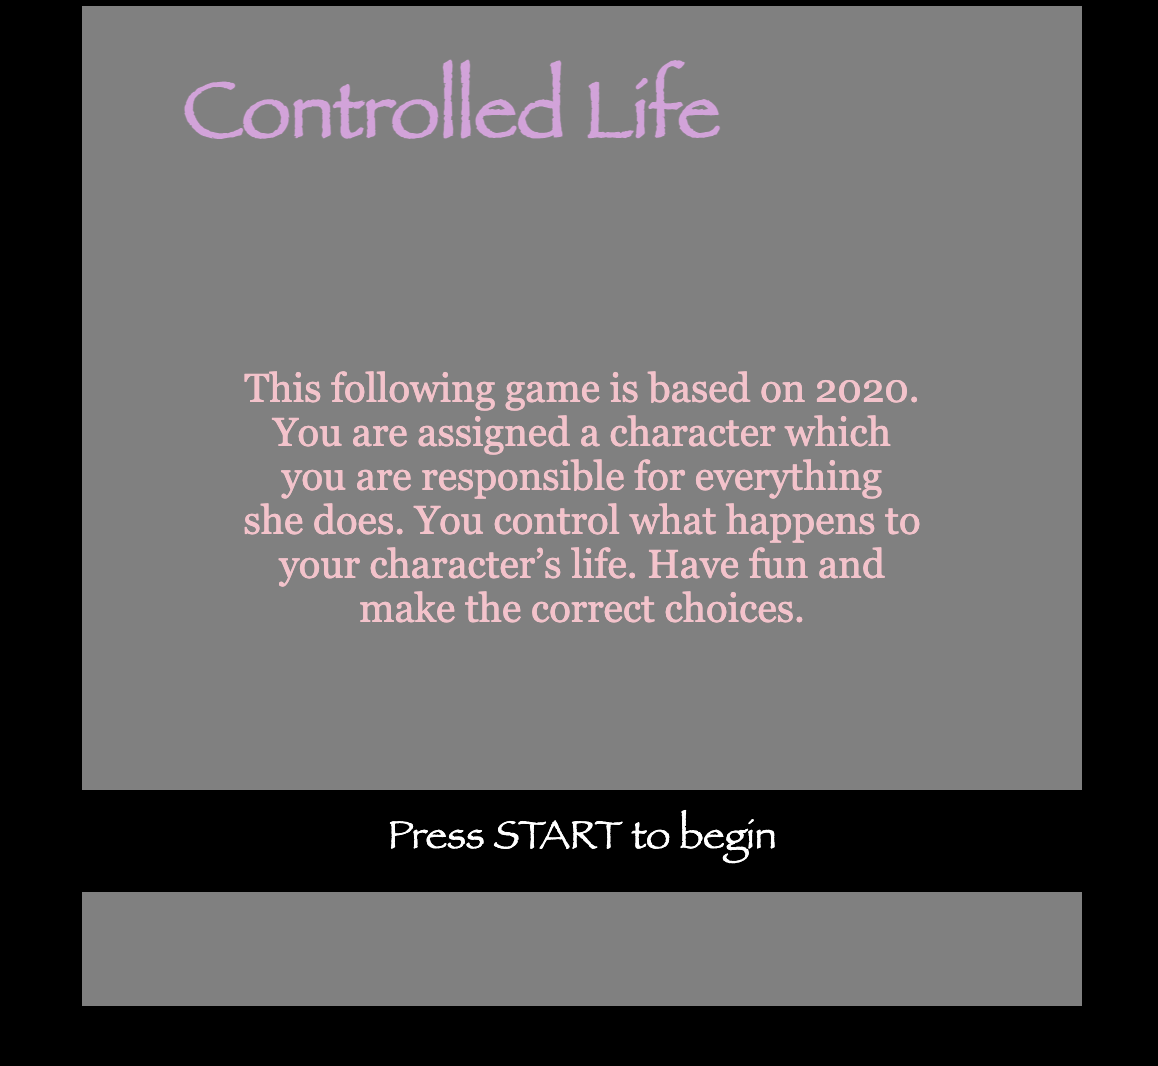 Controlled Life
This following game is based on 2020.
You are assigned a character which
you are responsible for everything
she does. You control what happens to
your character’s life. Have fun and
make the correct choices.
Press START to begin